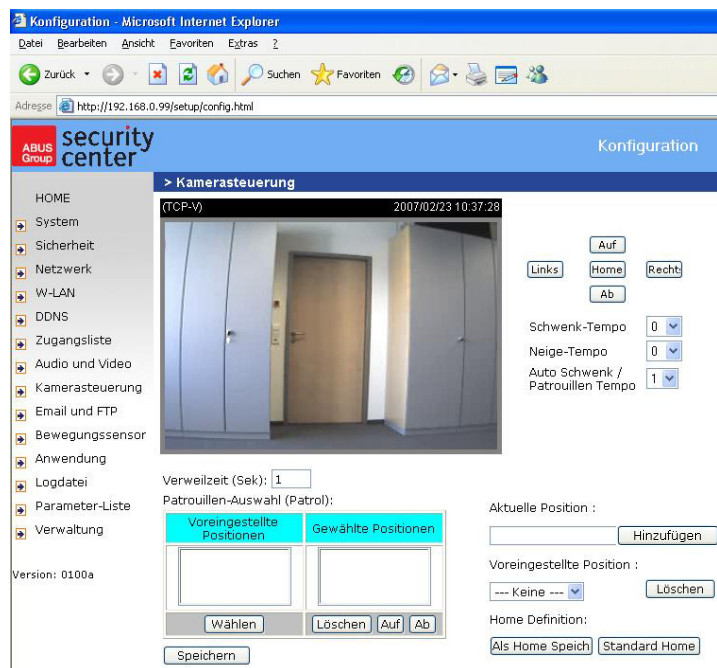 Konfiguration - Microsoft Internet Explorer
Datei Bearbeiten Ansicht Favoriten Extras ?
Zurück Suchen Favoriten
Adresse http://192.168.0.99/setup/config.html
ABUS Group security center
Konfiguration
> Kamerasteuerung
HOME
System
Sicherheit
Netzwerk
W-LAN
DDNS
Zugangsliste
Audio und Video
Kamerasteuerung
Email und FTP
Bewegungssensor
Anwendung
Logdatei
Parameter-Liste
Verwaltung
Version: 0100a
(TCP-V) 2007/02/23 10:37:28
Auf
Links Home Rechts
Ab
Schwenk-Tempo 0
Neige-Tempo 0
Auto Schwenk /
Patrouillen Tempo 1
Verweilzeit (Sek): 1
Patrouillen-Auswahl (Patrol):
Voreingestellte
Positionen
Gewählte Positionen
Wählen Löschen Auf Ab
Speichern
Aktuelle Position :
Hinzufügen
Voreingestellte Position :
--- Keine --- Löschen
Home Definition:
Als Home Speich Standard Home